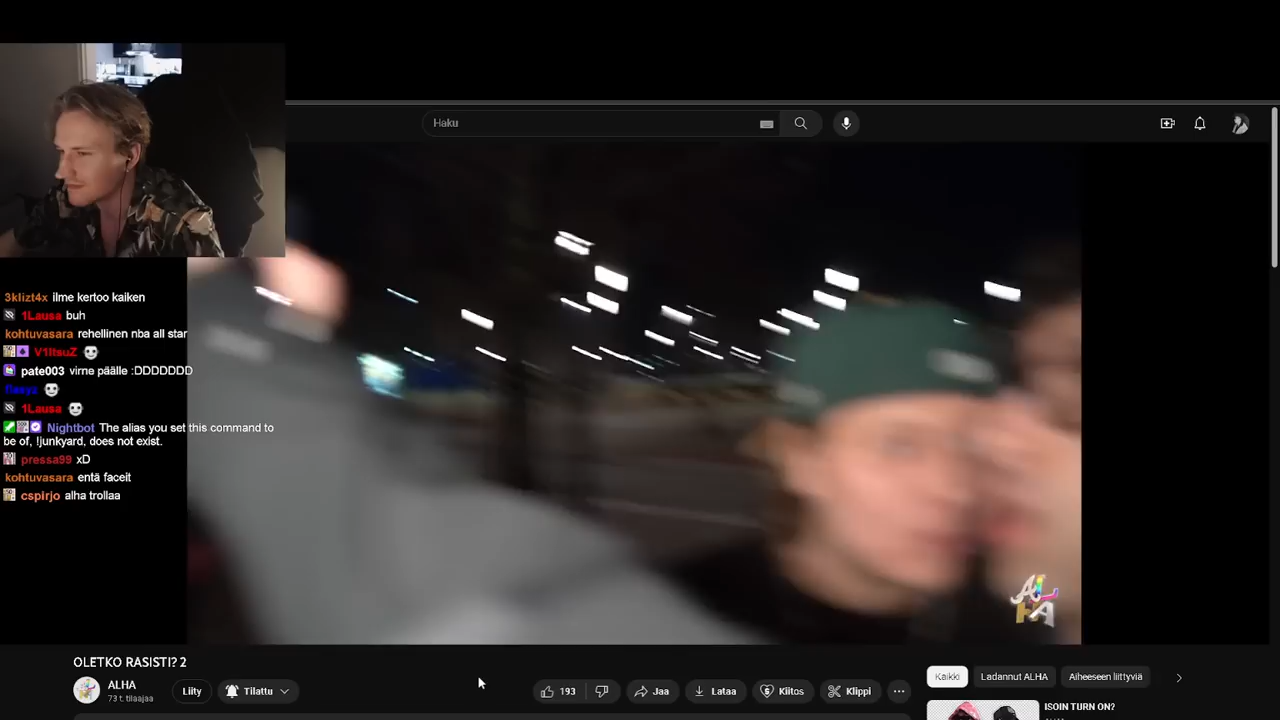 Haku
3klizt4x ilme kertoo kaiken
1Lausa buh
kohtuvasara rehellinen nba all star
V1ltsuZ
pate003 virne päälle :DDDDDDD
1Lausa
Nightbot The alias you set this command to
be of, !junkyard, does not exist.
pressa99 xD
kohtuvasara entä faceit
cspirjo alha trollaa
ALHA
OLETKO RASISTI? 2
ALHA
73 t. tilaajaa
Liity
Tilattu
193
Jaa
Lataa
Kiitos
Klippi
Kaikki
Ladannut ALHA
Aiheeseen liittyviä
ISOIN TURN ON?